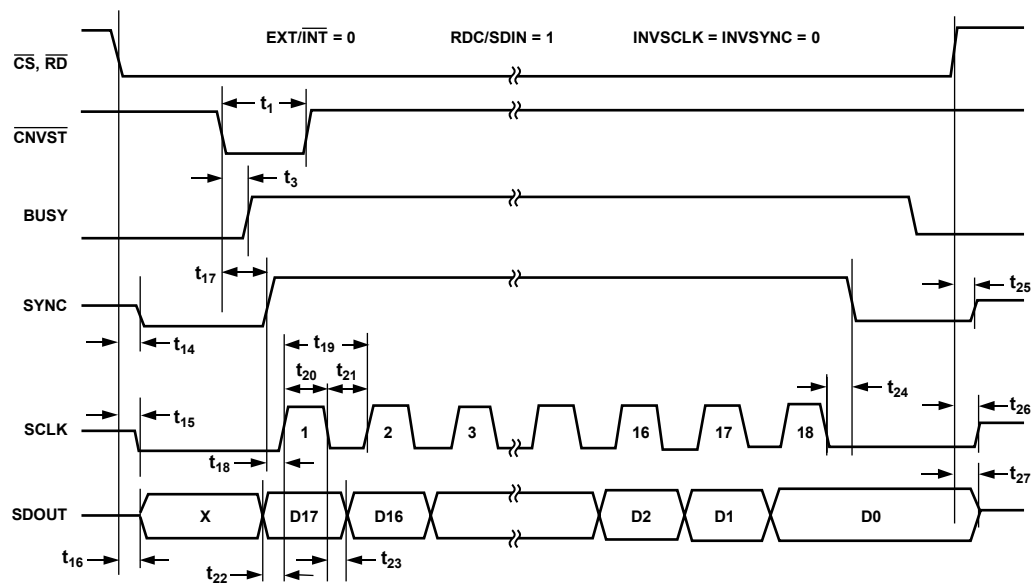 EXT/INT = 0 RDC/SDIN = 1 INVSCLK = INVSYNC = 0
CS, RD
t1
CNVST
t3
BUSY
t17
t25
SYNC
t14
t19
t20 t21
t24
t15
t26
SCLK
1 2 3 16 17 18
t18
t27
SDOUT
X D17 D16 D2 D1 D0
t16
t22 t23